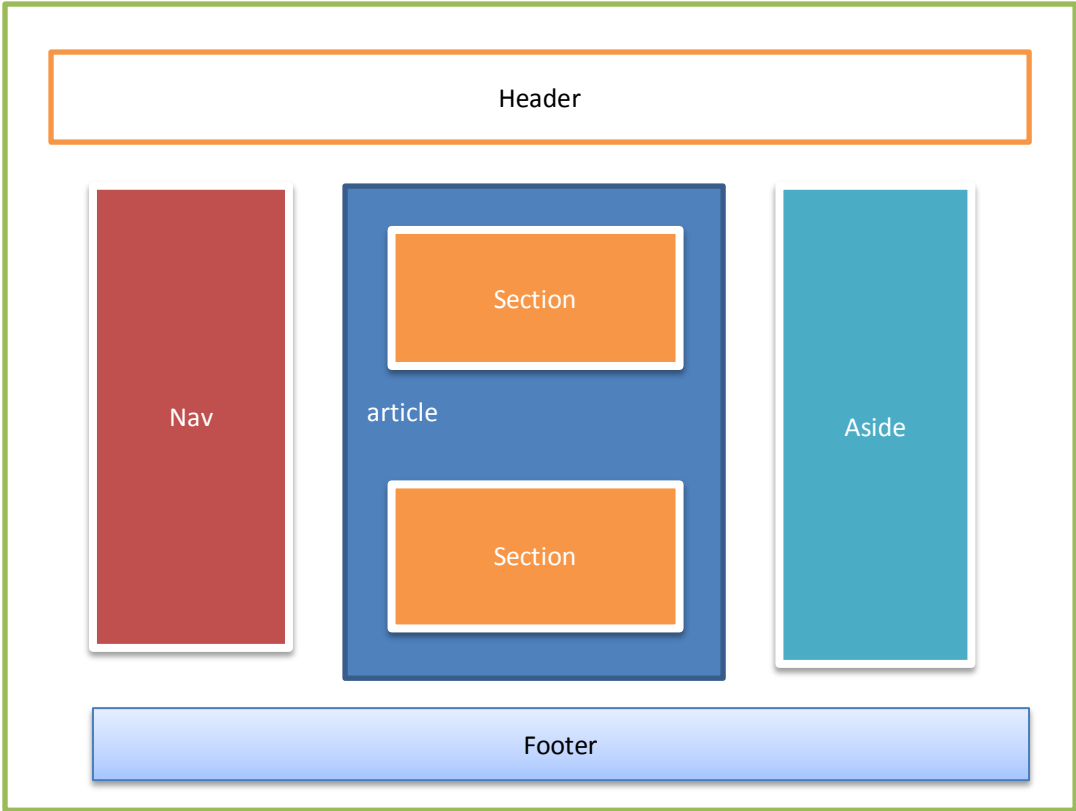 Header
Nav
Section
article
Section
Aside
Footer